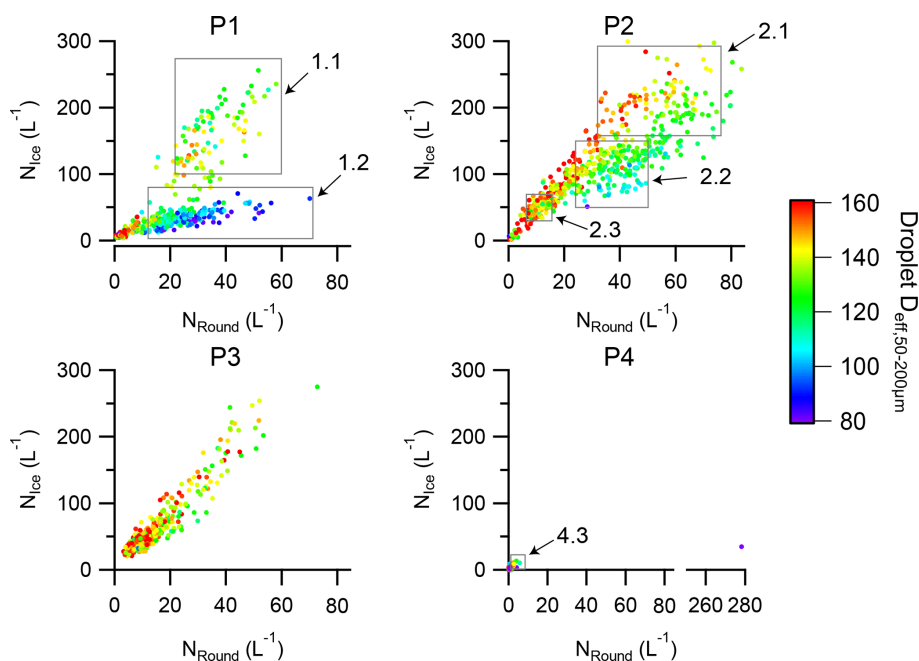 P1
300
200
100
0
N_Ice (L^-1)
0 20 40 60 80
N_Round (L^-1)
1.1
1.2
P2
300
200
100
0
N_Ice (L^-1)
0 20 40 60 80
N_Round (L^-1)
2.1
2.2
2.3
P3
300
200
100
0
N_Ice (L^-1)
0 20 40 60 80
N_Round (L^-1)
P4
300
200
100
0
N_Ice (L^-1)
0 20 40 60 80 260 280
N_Round (L^-1)
4.3
160
140
120
100
80
Droplet D_eff,50-200µm